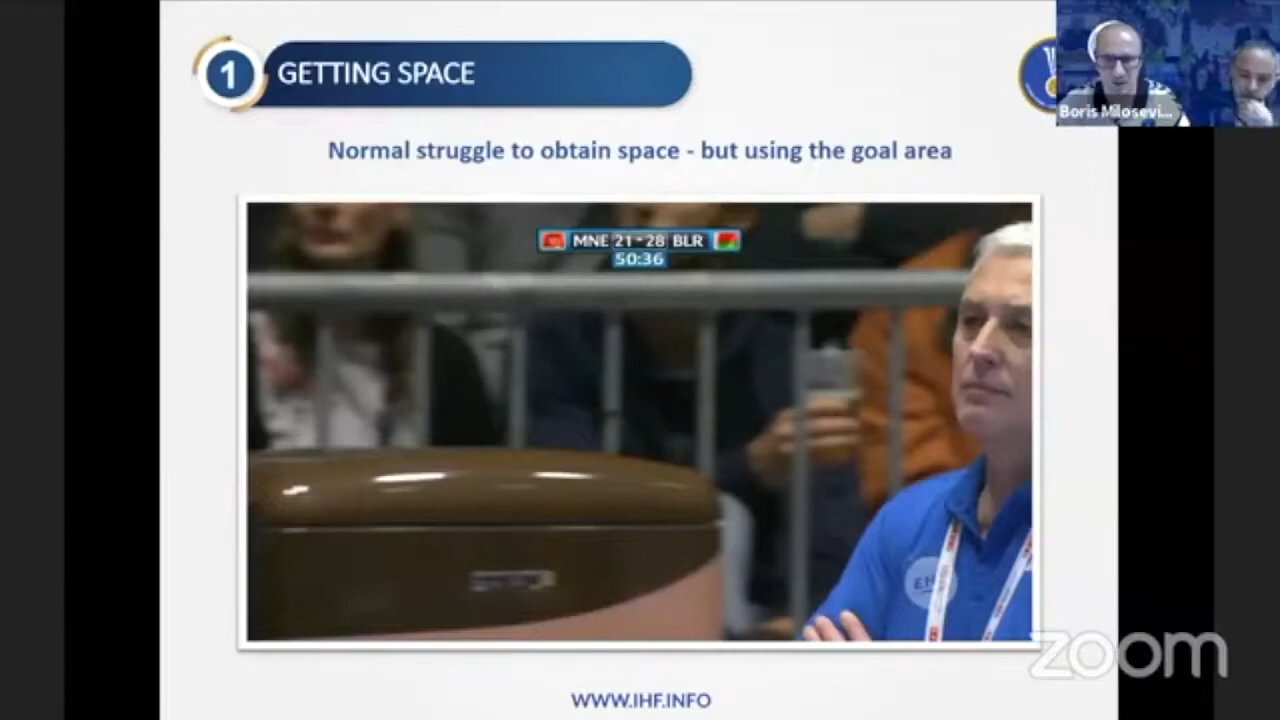 1 GETTING SPACE
Boris Milosevi...
Normal struggle to obtain space - but using the goal area
MNE 21-28 BLR
50:36
zoom
WWW.IHF.INFO